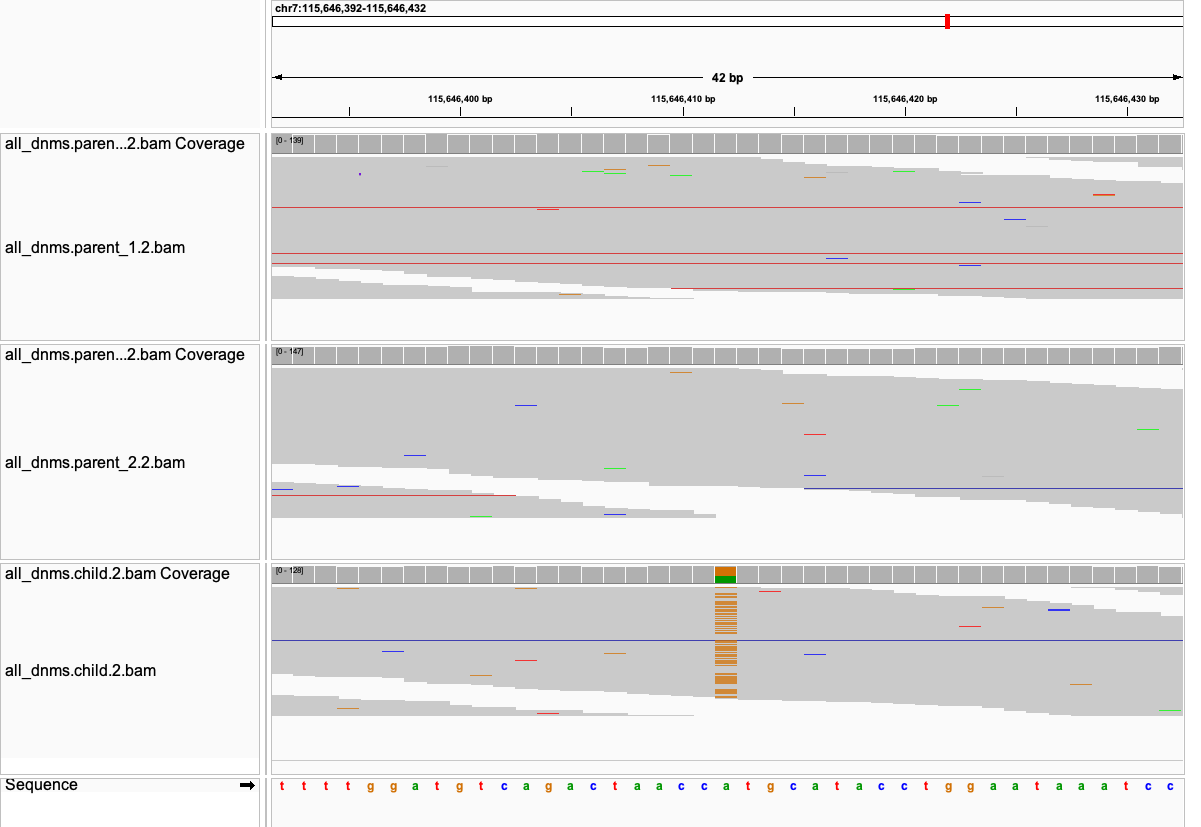 chr7:115,646,392-115,646,432
42 bp
115,646,400 bp 115,646,410 bp 115,646,420 bp 115,646,430 bp
all_dnms.paren...2.bam Coverage [0 - 139]
all_dnms.parent_1.2.bam
all_dnms.paren...2.bam Coverage [0 - 147]
all_dnms.parent_2.2.bam
all_dnms.child.2.bam Coverage [0 - 128]
all_dnms.child.2.bam
Sequence t t t t g g a t g t c a g a c t a a c c a t g c a t a c c t g g a a t a a a t c c